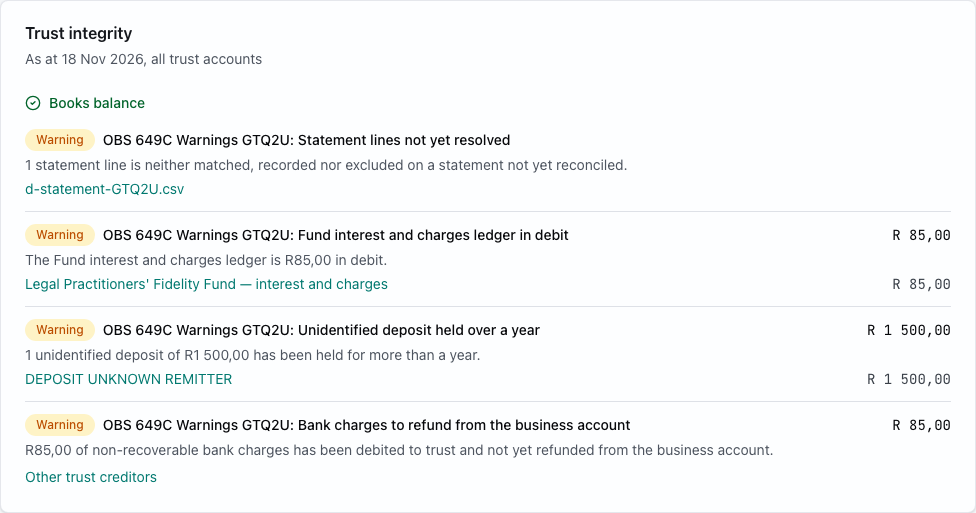 Trust integrity
As at 18 Nov 2026, all trust accounts
Books balance
Warning OBS 649C Warnings GTQ2U: Statement lines not yet resolved
1 statement line is neither matched, recorded nor excluded on a statement not yet reconciled.
d-statement-GTQ2U.csv
Warning OBS 649C Warnings GTQ2U: Fund interest and charges ledger in debit R 85,00
The Fund interest and charges ledger is R85,00 in debit.
Legal Practitioners' Fidelity Fund — interest and charges R 85,00
Warning OBS 649C Warnings GTQ2U: Unidentified deposit held over a year R 1 500,00
1 unidentified deposit of R1 500,00 has been held for more than a year.
DEPOSIT UNKNOWN REMITTER R 1 500,00
Warning OBS 649C Warnings GTQ2U: Bank charges to refund from the business account R 85,00
R85,00 of non-recoverable bank charges has been debited to trust and not yet refunded from the business account.
Other trust creditors